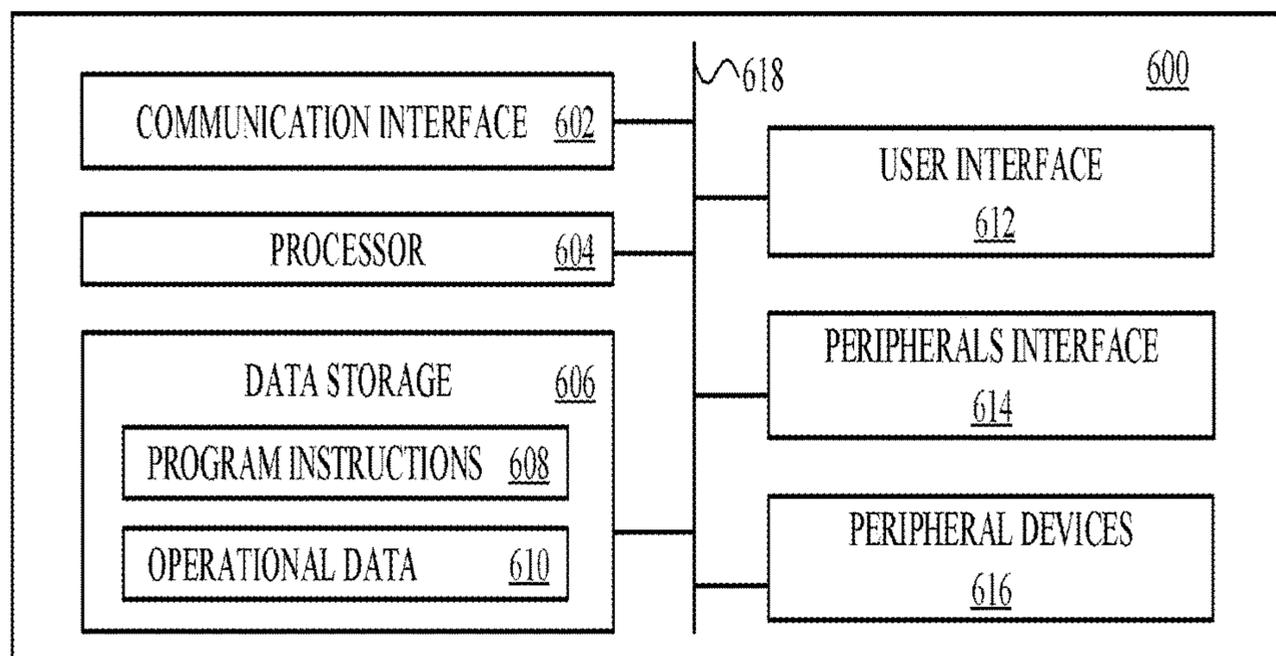 600
618
COMMUNICATION INTERFACE 602
PROCESSOR 604
DATA STORAGE 606
PROGRAM INSTRUCTIONS 608
OPERATIONAL DATA 610
USER INTERFACE
612
PERIPHERALS INTERFACE
614
PERIPHERAL DEVICES
616